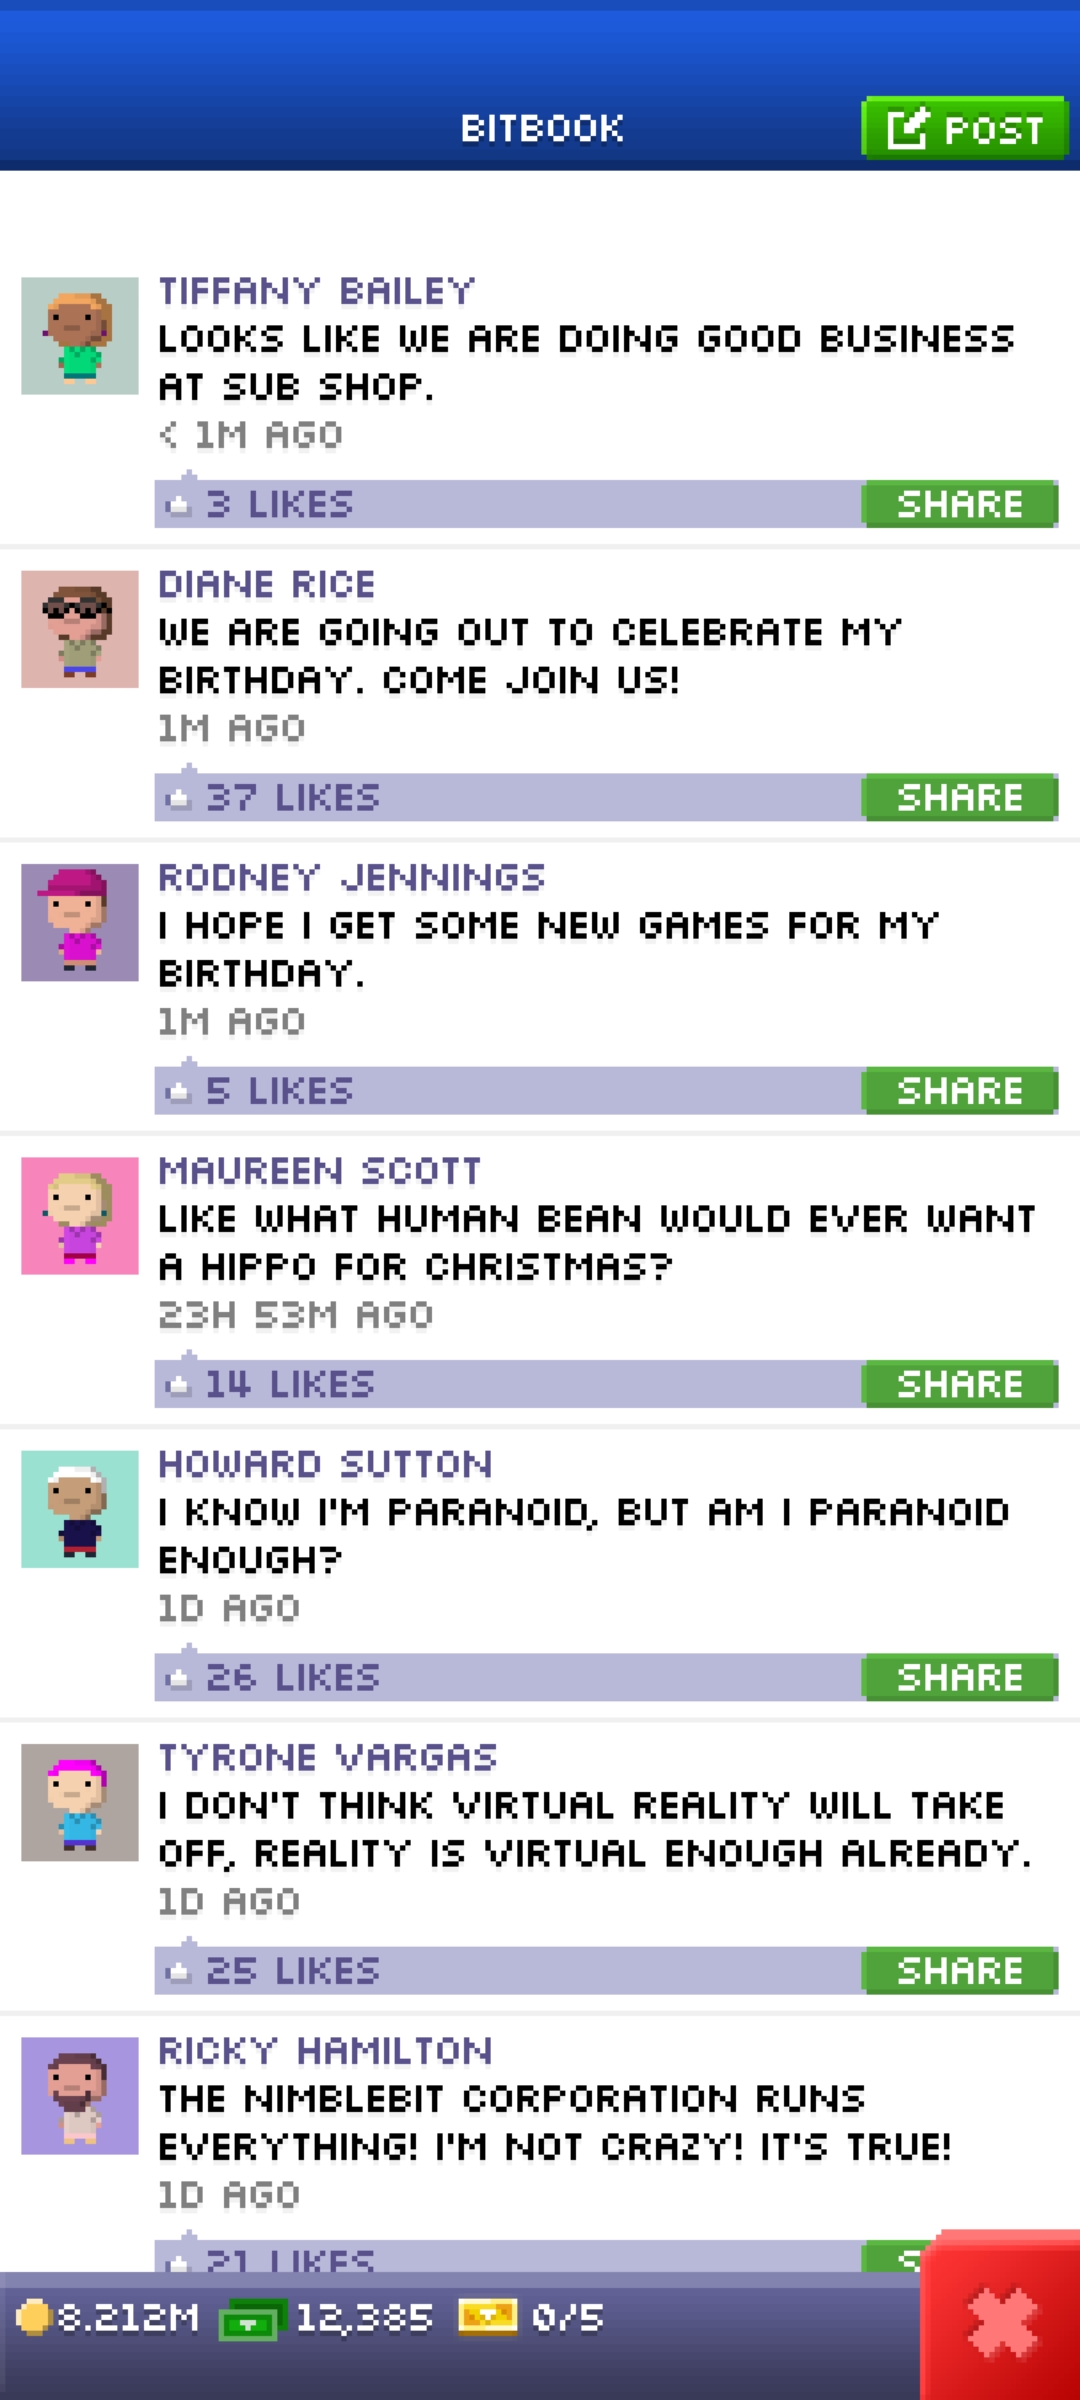 BITBOOK
POST
TIFFANY BAILEY
LOOKS LIKE WE ARE DOING GOOD BUSINESS
AT SUB SHOP.
< 1M AGO
3 LIKES
SHARE
DIANE RICE
WE ARE GOING OUT TO CELEBRATE MY
BIRTHDAY. COME JOIN US!
1M AGO
37 LIKES
SHARE
RODNEY JENNINGS
I HOPE I GET SOME NEW GAMES FOR MY
BIRTHDAY.
1M AGO
5 LIKES
SHARE
MAUREEN SCOTT
LIKE WHAT HUMAN BEAN WOULD EVER WANT
A HIPPO FOR CHRISTMAS?
23H 53M AGO
14 LIKES
SHARE
HOWARD SUTTON
I KNOW I'M PARANOID, BUT AM I PARANOID
ENOUGH?
1D AGO
26 LIKES
SHARE
TYRONE VARGAS
I DON'T THINK VIRTUAL REALITY WILL TAKE
OFF, REALITY IS VIRTUAL ENOUGH ALREADY.
1D AGO
25 LIKES
SHARE
RICKY HAMILTON
THE NIMBLEBIT CORPORATION RUNS
EVERYTHING! I'M NOT CRAZY! IT'S TRUE!
1D AGO
21 LIKES
8.212M
12,385
0/5